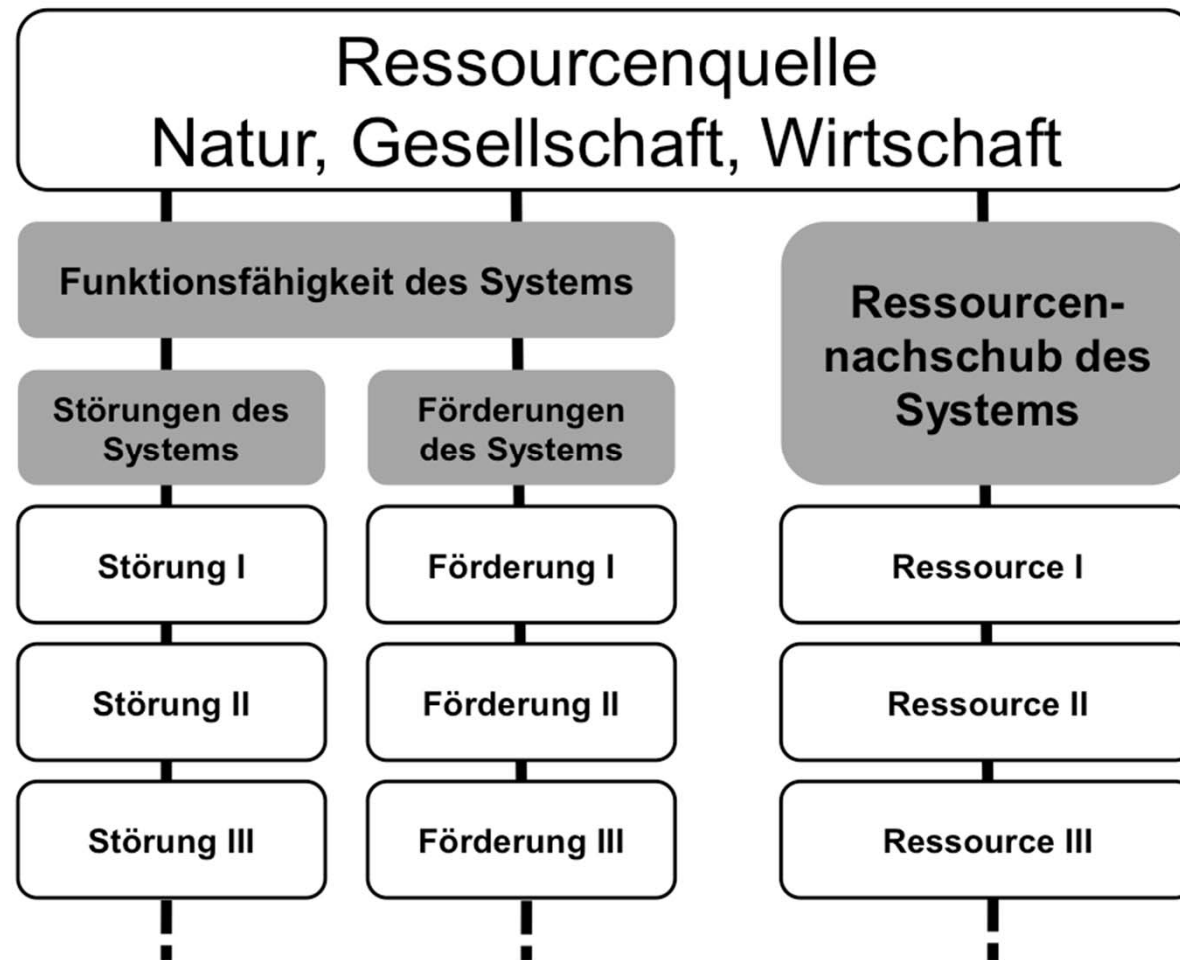 Ressourcenquelle
Natur, Gesellschaft, Wirtschaft
Funktionsfähigkeit des Systems
Ressourcen-
nachschub des
Systems
Störungen des
Systems
Förderungen
des Systems
Störung I
Förderung I
Ressource I
Störung II
Förderung II
Ressource II
Störung III
Förderung III
Ressource III